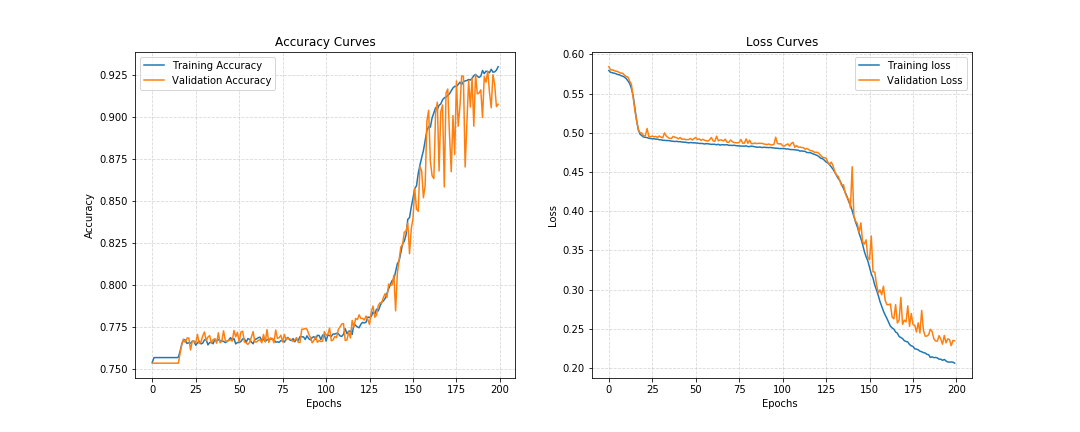 Accuracy Curves
Training Accuracy
Validation Accuracy
0.925
0.900
0.875
0.850
0.825
0.800
0.775
0.750
Accuracy
0 25 50 75 100 125 150 175 200
Epochs
Loss Curves
Training loss
Validation Loss
0.60
0.55
0.50
0.45
0.40
0.35
0.30
0.25
0.20
Loss
0 25 50 75 100 125 150 175 200
Epochs